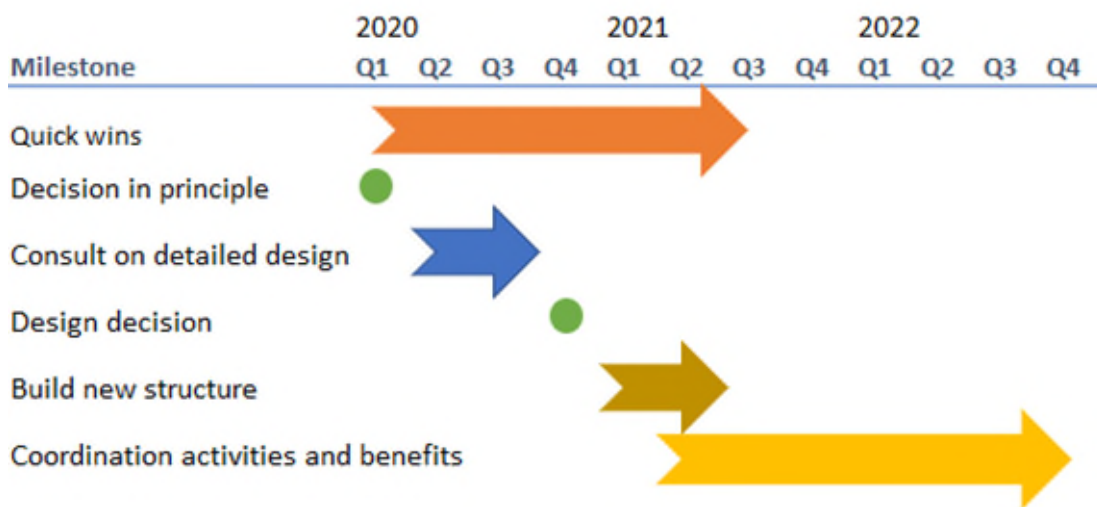 2020 2021 2022
Milestone Q1 Q2 Q3 Q4 Q1 Q2 Q3 Q4 Q1 Q2 Q3 Q4
Quick wins
Decision in principle
Consult on detailed design
Design decision
Build new structure
Coordination activities and benefits